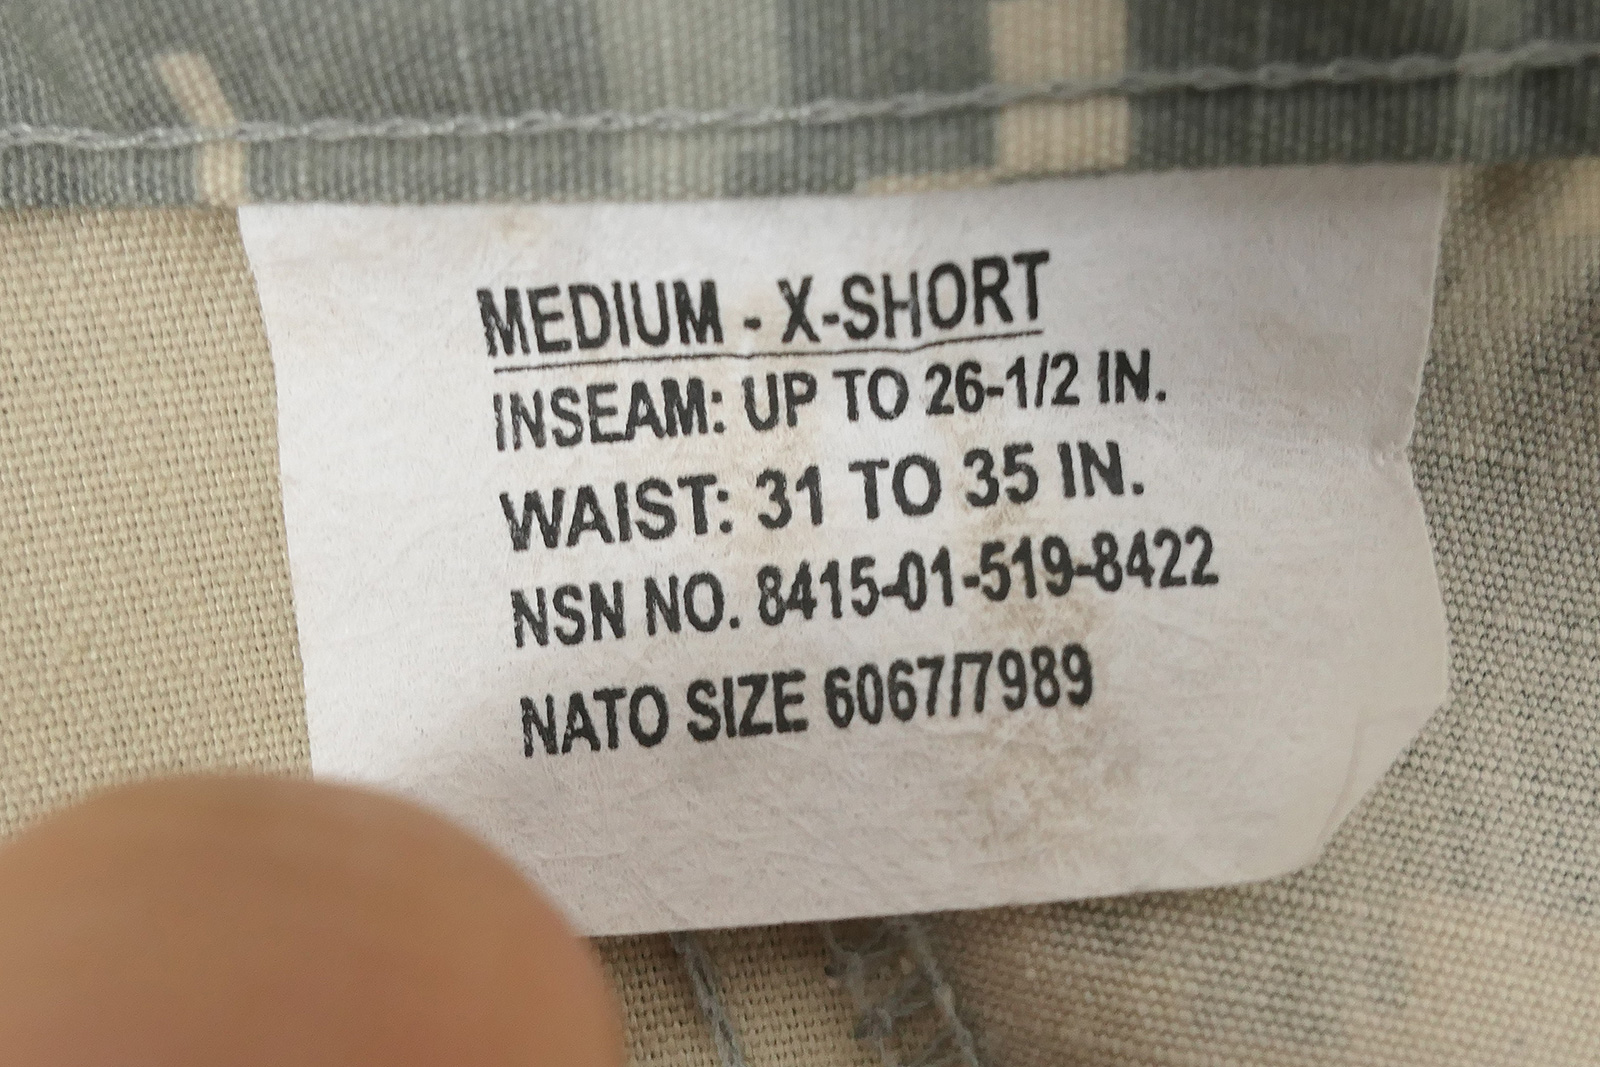 MEDIUM - X-SHORT
INSEAM: UP TO 26-1/2 IN.
WAIST: 31 TO 35 IN.
NSN NO. 8415-01-519-8422
NATO SIZE 6067/7989